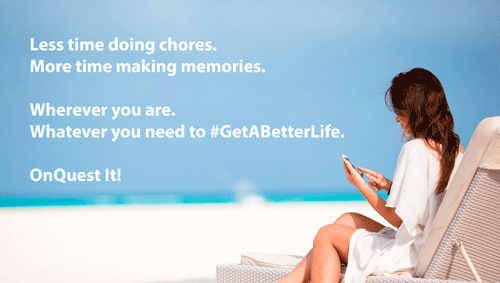 Less time doing chores.
More time making memories.
Wherever you are.
Whatever you need to #GetABetterLife.
OnQuest It!